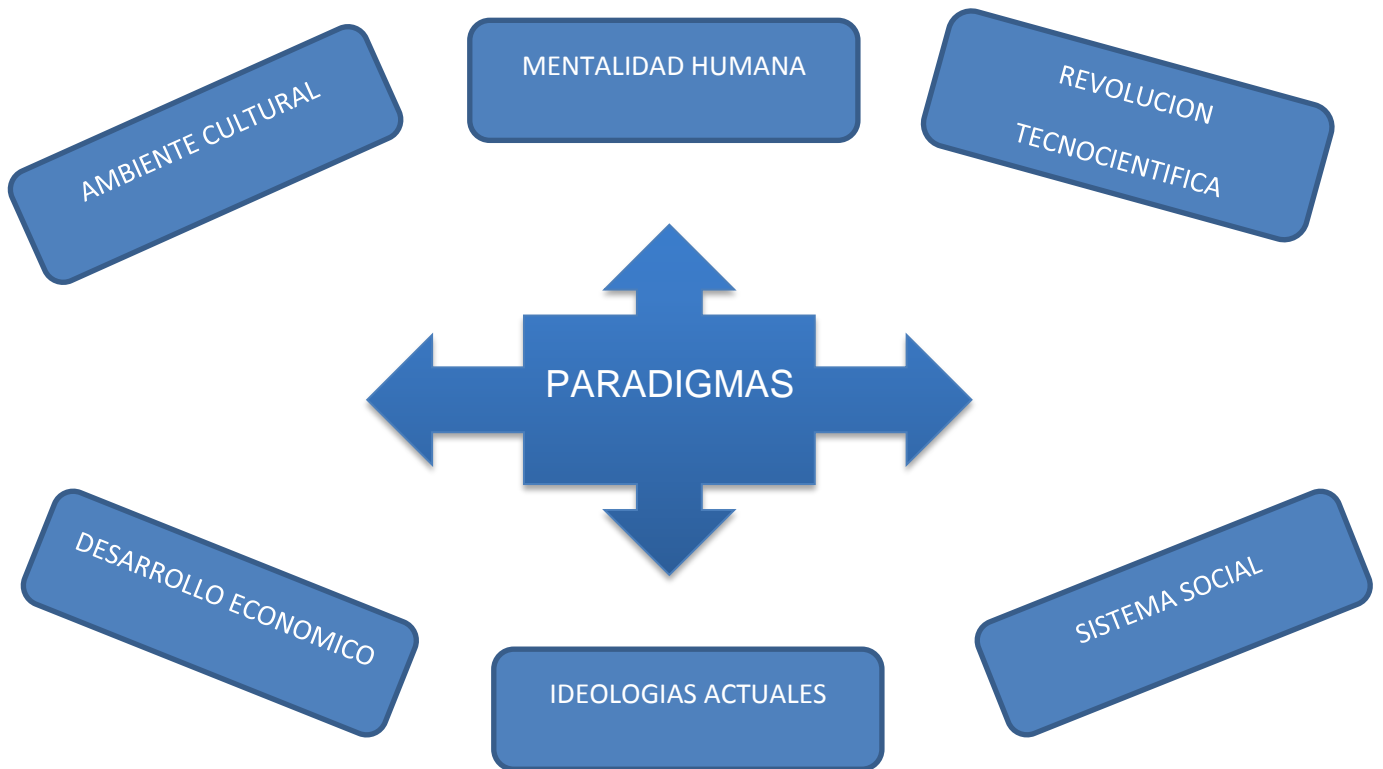 AMBIENTE CULTURAL
MENTALIDAD HUMANA
REVOLUCION
TECNOCIENTIFICA
PARADIGMAS
DESARROLLO ECONOMICO
IDEOLOGIAS ACTUALES
SISTEMA SOCIAL